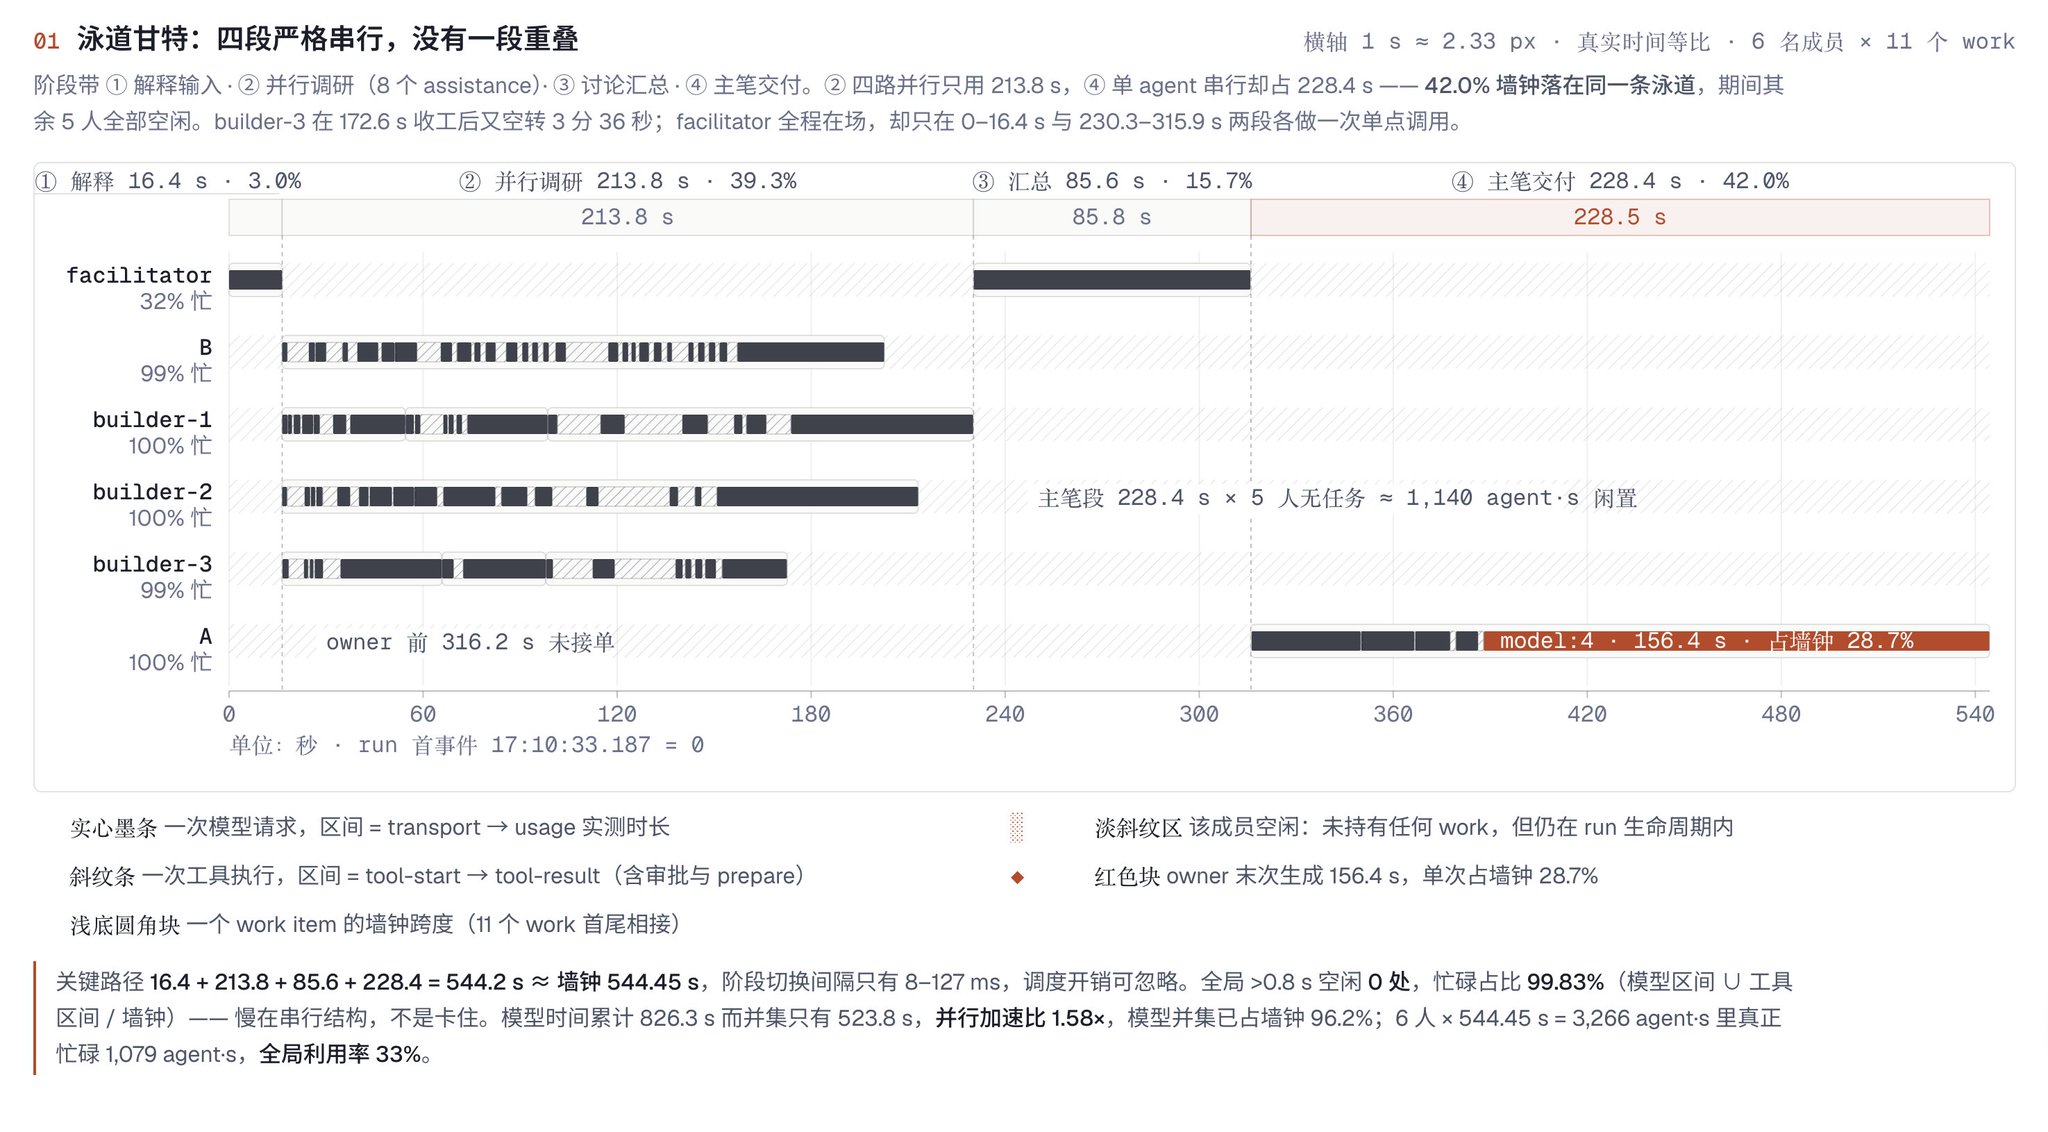 01 泳道甘特：四段严格串行，没有一段重叠
横轴 1 s ≈ 2.33 px · 真实时间等比 · 6 名成员 × 11 个 work
阶段带 ① 解释输入 · ② 并行调研（8 个 assistance）· ③ 讨论汇总 · ④ 主笔交付。② 四路并行只用 213.8 s，④ 单 agent 串行却占 228.4 s —— 42.0% 墙钟落在同一条泳道，期间其
余 5 人全部空闲。builder-3 在 172.6 s 收工后又空转 3 分 36 秒；facilitator 全程在场，却只在 0–16.4 s 与 230.3–315.9 s 两段各做一次单点调用。
① 解释 16.4 s · 3.0%
② 并行调研 213.8 s · 39.3%
③ 汇总 85.6 s · 15.7%
④ 主笔交付 228.4 s · 42.0%
213.8 s
85.8 s
228.5 s
facilitator
32% 忙
B
99% 忙
builder-1
100% 忙
builder-2
100% 忙
主笔段 228.4 s × 5 人无任务 ≈ 1,140 agent·s 闲置
builder-3
99% 忙
A
100% 忙
owner 前 316.2 s 未接单
model:4 · 156.4 s · 占墙钟 28.7%
0 60 120 180 240 300 360 420 480 540
单位: 秒 · run 首事件 17:10:33.187 = 0
实心墨条 一次模型请求，区间 = transport → usage 实测时长
淡斜纹区 该成员空闲：未持有任何 work，但仍在 run 生命周期内
斜纹条 一次工具执行，区间 = tool-start → tool-result（含审批与 prepare）
红色块 owner 末次生成 156.4 s，单次占墙钟 28.7%
浅底圆角块 一个 work item 的墙钟跨度（11 个 work 首尾相接）
关键路径 16.4 + 213.8 + 85.6 + 228.4 = 544.2 s ≈ 墙钟 544.45 s，阶段切换间隔只有 8–127 ms，调度开销可忽略。全局 >0.8 s 空闲 0 处，忙碌占比 99.83%（模型区间 ∪ 工具
区间 / 墙钟）—— 慢在串行结构，不是卡住。模型时间累计 826.3 s 而并集只有 523.8 s，并行加速比 1.58×，模型并集已占墙钟 96.2%；6 人 × 544.45 s = 3,266 agent·s 里真正
忙碌 1,079 agent·s，全局利用率 33%。